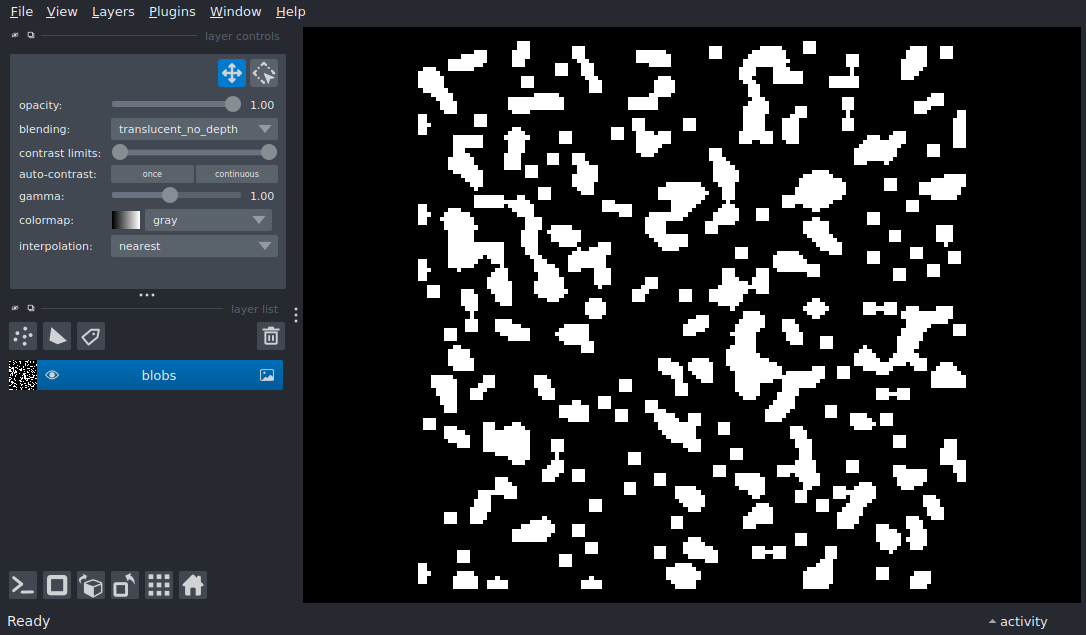 File View Layers Plugins Window Help
layer controls
opacity: 1.00
blending: translucent_no_depth
contrast limits:
auto-contrast: once continuous
gamma: 1.00
colormap: gray
interpolation: nearest
layer list
blobs
Ready activity